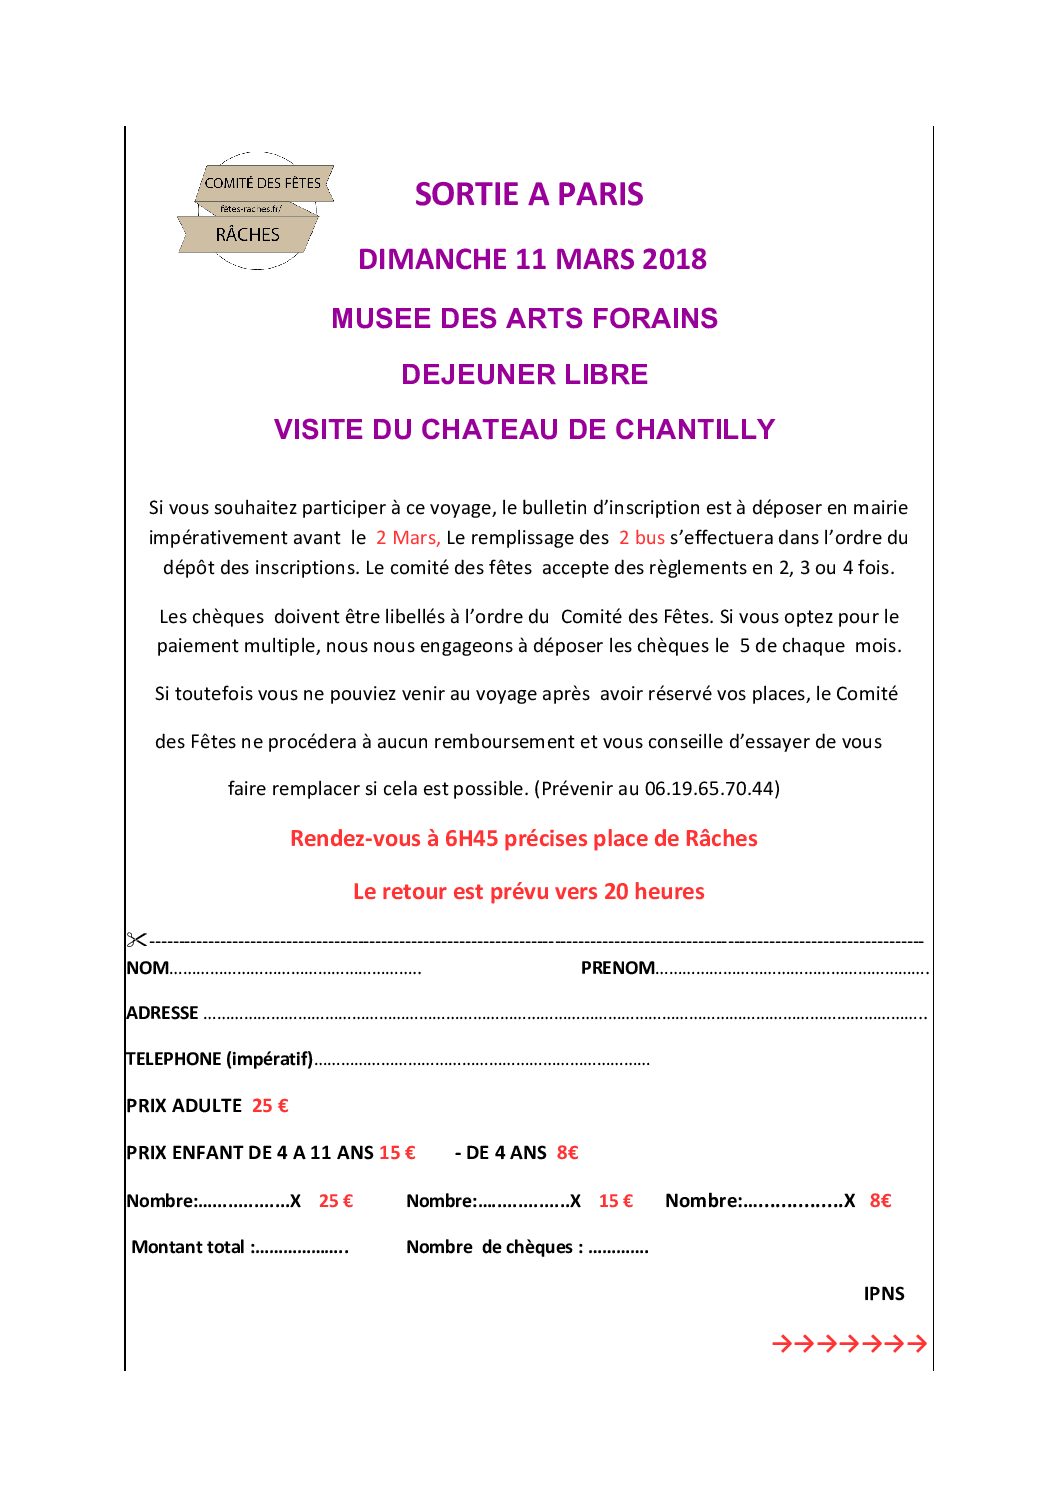 COMITÉ DES FÊTES
fêtes-raches.fr/
RÂCHES
SORTIE A PARIS
DIMANCHE 11 MARS 2018
MUSEE DES ARTS FORAINS
DEJEUNER LIBRE
VISITE DU CHATEAU DE CHANTILLY
Si vous souhaitez participer à ce voyage, le bulletin d’inscription est à déposer en mairie
impérativement avant le 2 Mars, Le remplissage des 2 bus s’effectuera dans l’ordre du
dépôt des inscriptions. Le comité des fêtes accepte des règlements en 2, 3 ou 4 fois.
Les chèques doivent être libellés à l’ordre du Comité des Fêtes. Si vous optez pour le
paiement multiple, nous nous engageons à déposer les chèques le 5 de chaque mois.
Si toutefois vous ne pouviez venir au voyage après avoir réservé vos places, le Comité
des Fêtes ne procédera à aucun remboursement et vous conseille d’essayer de vous
faire remplacer si cela est possible. (Prévenir au 06.19.65.70.44)
Rendez-vous à 6H45 précises place de Râches
Le retour est prévu vers 20 heures
NOM.................................................. PRENOM......................................................
ADRESSE ..............................................................................................................
TELEPHONE (impératif)..................................................................
PRIX ADULTE 25 €
PRIX ENFANT DE 4 A 11 ANS 15 € - DE 4 ANS 8€
Nombre:..................X 25 € Nombre:..................X 15 € Nombre:..................X 8€
Montant total :.................... Nombre de chèques : .............
IPNS
→→→→→→→